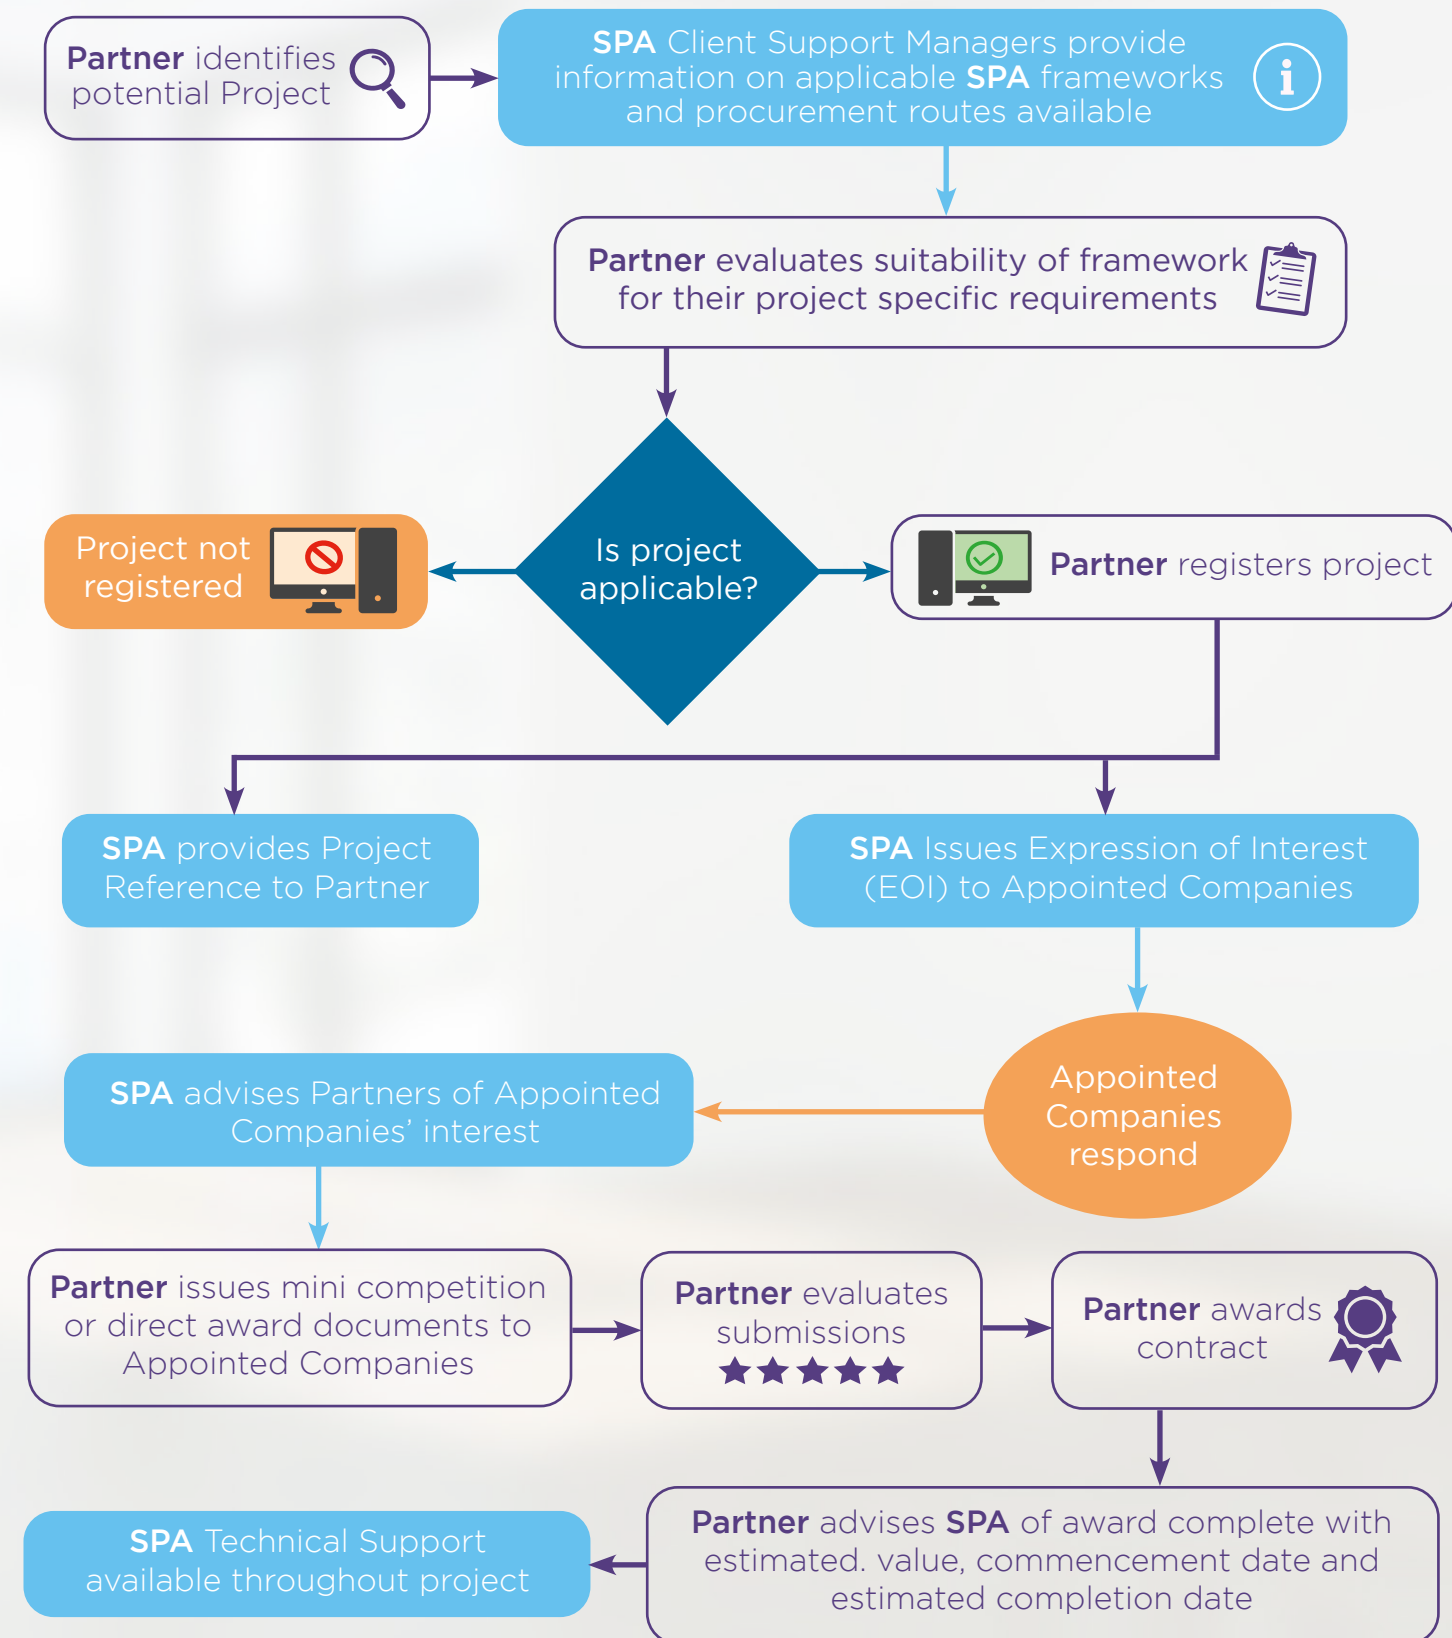 Partner identifies
potential Project
SPA Client Support Managers provide
information on applicable SPA frameworks
and procurement routes available
i
Partner evaluates suitability of framework
for their project specific requirements
Is project
applicable?
Project not
registered
Partner registers project
SPA provides Project
Reference to Partner
SPA Issues Expression of Interest
(EOI) to Appointed Companies
Appointed
Companies
respond
SPA advises Partners of Appointed
Companies’ interest
Partner issues mini competition
or direct award documents to
Appointed Companies
Partner evaluates
submissions
Partner awards
contract
Partner advises SPA of award complete with
estimated. value, commencement date and
estimated completion date
SPA Technical Support
available throughout project